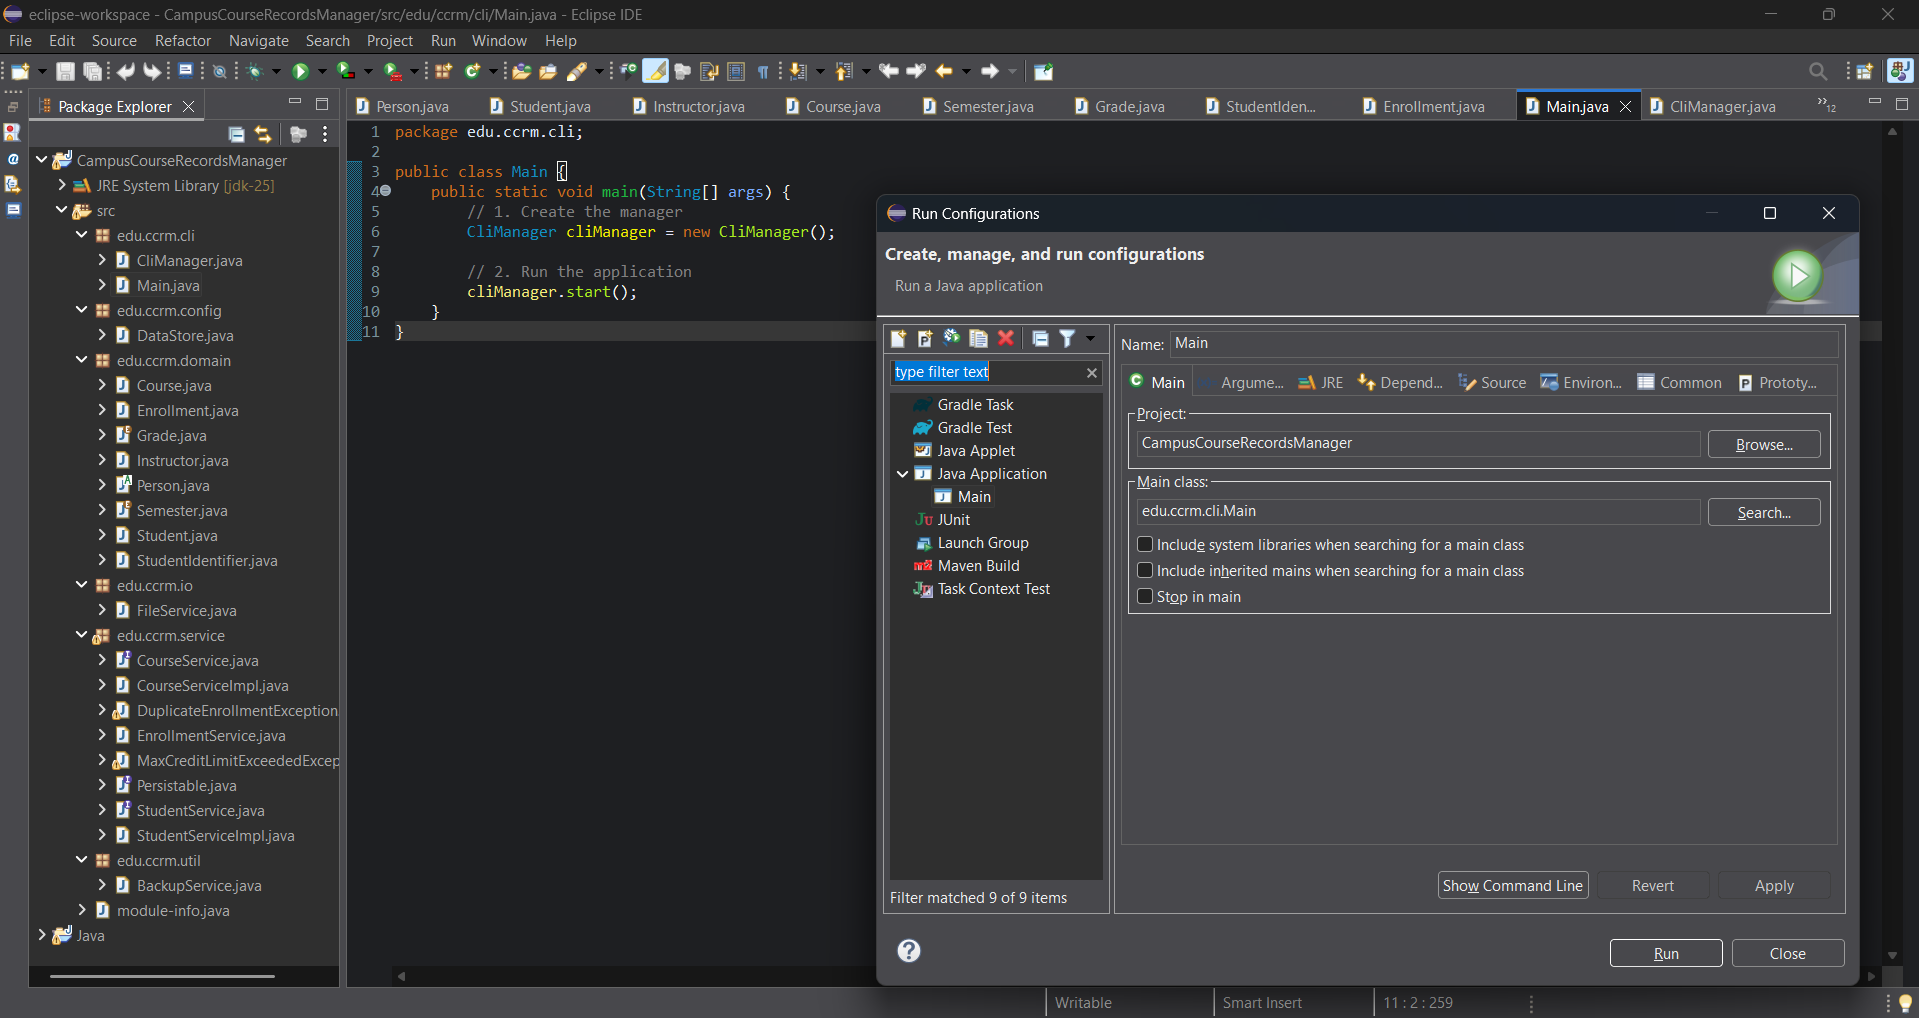 eclipse-workspace - CampusCourseRecordsManager/src/edu/ccrm/cli/Main.java - Eclipse IDE
File Edit Source Refactor Navigate Search Project Run Window Help
Package Explorer
Person.java Student.java Instructor.java Course.java Semester.java Grade.java StudentIden... Enrollment.java Main.java CliManager.java »12
CampusCourseRecordsManager
JRE System Library [jdk-25]
src
edu.ccrm.cli
CliManager.java
Main.java
edu.ccrm.config
DataStore.java
edu.ccrm.domain
Course.java
Enrollment.java
Grade.java
Instructor.java
Person.java
Semester.java
Student.java
StudentIdentifier.java
edu.ccrm.io
FileService.java
edu.ccrm.service
CourseService.java
CourseServiceImpl.java
DuplicateEnrollmentException
EnrollmentService.java
MaxCreditLimitExceededExcep
Persistable.java
StudentService.java
StudentServiceImpl.java
edu.ccrm.util
BackupService.java
module-info.java
Java
1 package edu.ccrm.cli;
2
3 public class Main {
4 public static void main(String[] args) {
5 // 1. Create the manager
6 CliManager cliManager = new CliManager();
7
8 // 2. Run the application
9 cliManager.start();
10 }
11 }
Run Configurations
Create, manage, and run configurations
Run a Java application
type filter text
Gradle Task
Gradle Test
Java Applet
Java Application
Main
JUnit
Launch Group
Maven Build
Task Context Test
Filter matched 9 of 9 items
Name: Main
Main Argume... JRE Depend... Source Environ... Common Prototy...
Project:
CampusCourseRecordsManager Browse...
Main class:
edu.ccrm.cli.Main Search...
Include system libraries when searching for a main class
Include inherited mains when searching for a main class
Stop in main
Show Command Line Revert Apply
Run Close
Writable Smart Insert 11 : 2 : 259